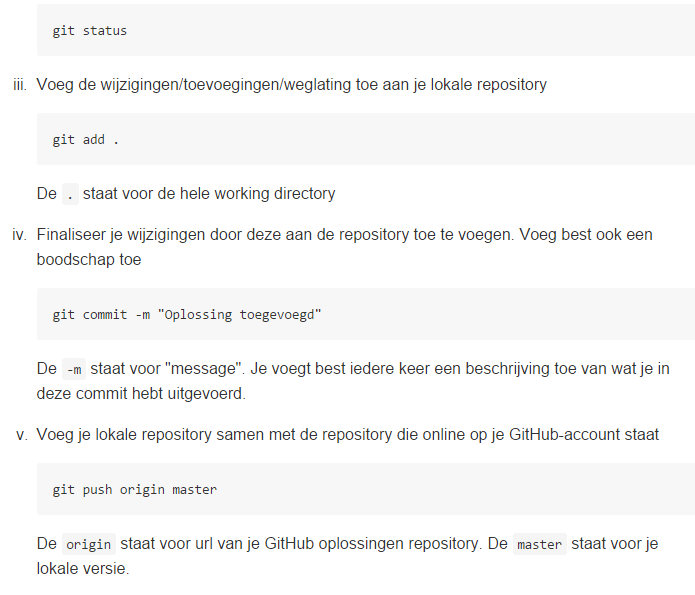 git status
iii. Voeg de wijzigingen/toevoegingen/weglating toe aan je lokale repository
git add .
De . staat voor de hele working directory
iv. Finaliseer je wijzigingen door deze aan de repository toe te voegen. Voeg best ook een
boodschap toe
git commit -m "Oplossing toegevoegd"
De -m staat voor "message". Je voegt best iedere keer een beschrijving toe van wat je in
deze commit hebt uitgevoerd.
v. Voeg je lokale repository samen met de repository die online op je GitHub-account staat
git push origin master
De origin staat voor url van je GitHub oplossingen repository. De master staat voor je
lokale versie.